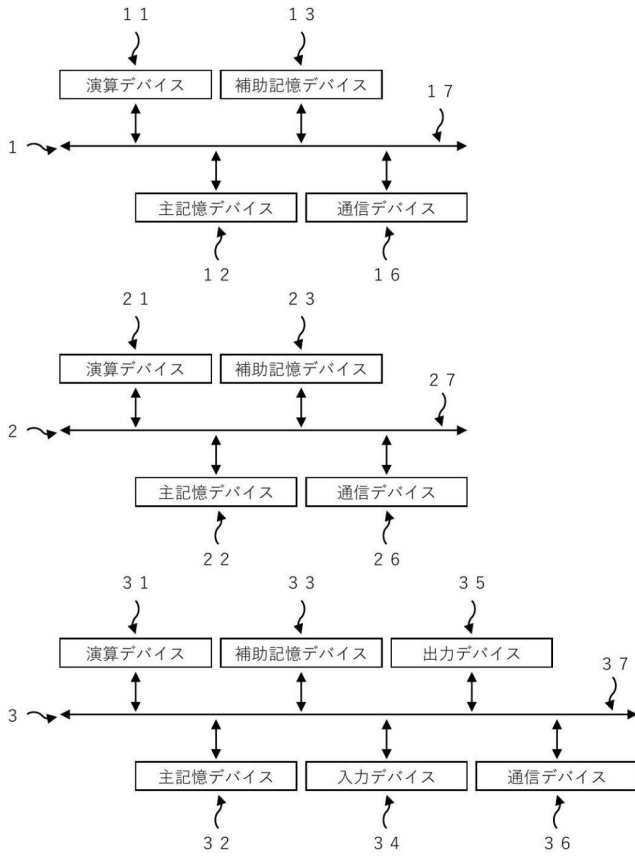 １１ １３
演算デバイス 補助記憶デバイス
１７
１
主記憶デバイス 通信デバイス
１２ １６
２１ ２３
演算デバイス 補助記憶デバイス
２７
２
主記憶デバイス 通信デバイス
２２ ２６
３１ ３３ ３５
演算デバイス 補助記憶デバイス 出力デバイス
３７
３
主記憶デバイス 入力デバイス 通信デバイス
３２ ３４ ３６